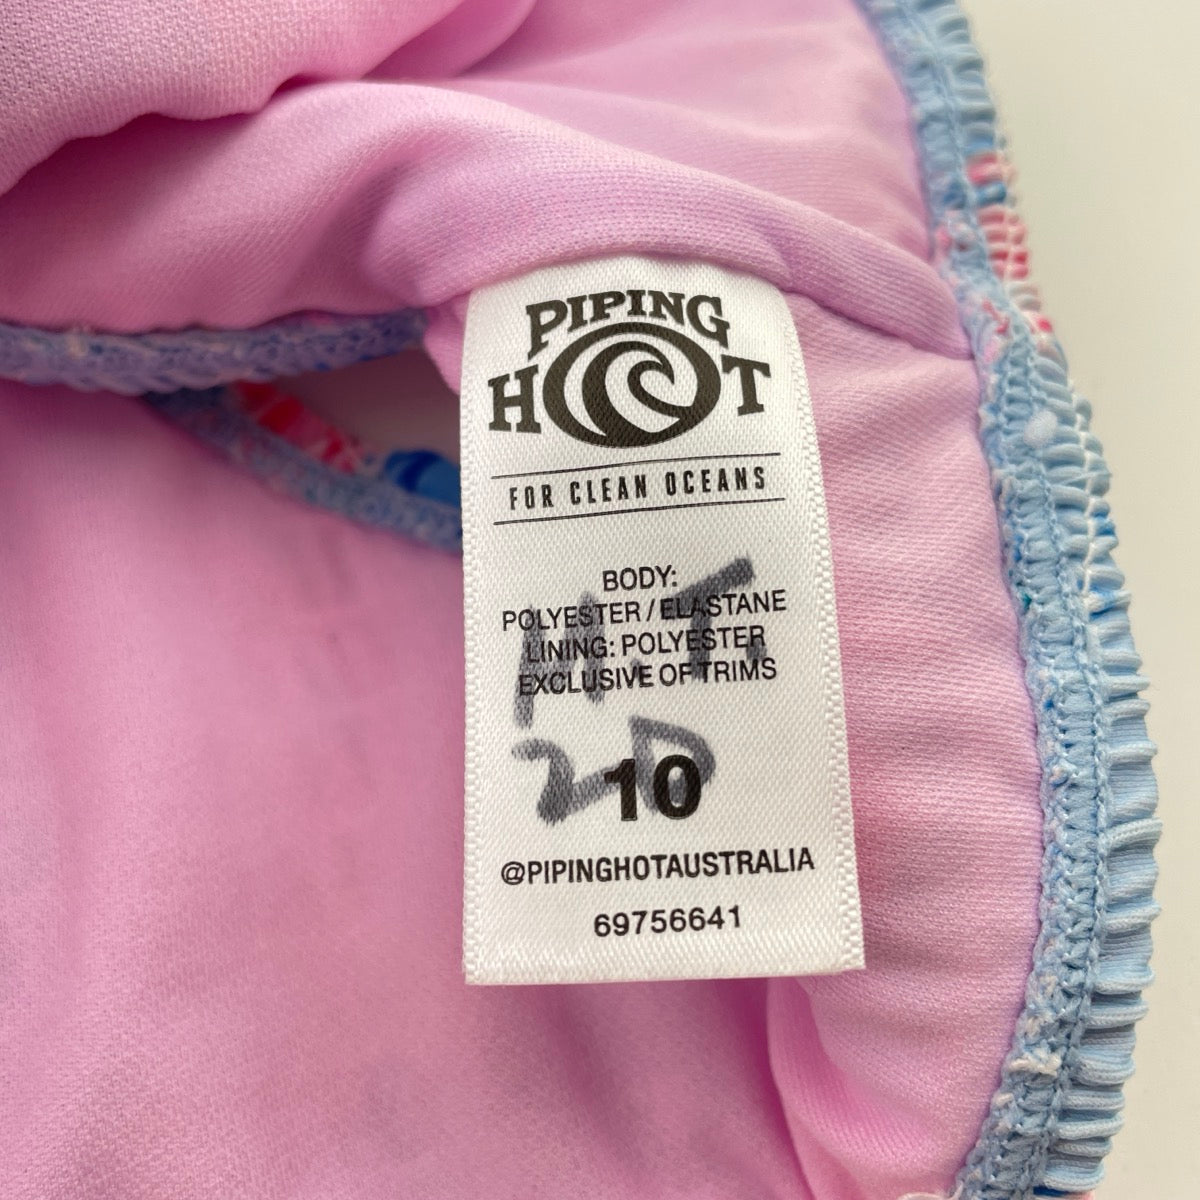 PIPING
HOT
FOR CLEAN OCEANS
BODY:
POLYESTER / ELASTANE
LINING: POLYESTER
EXCLUSIVE OF TRIMS
10
@PIPINGHOTAUSTRALIA
69756641